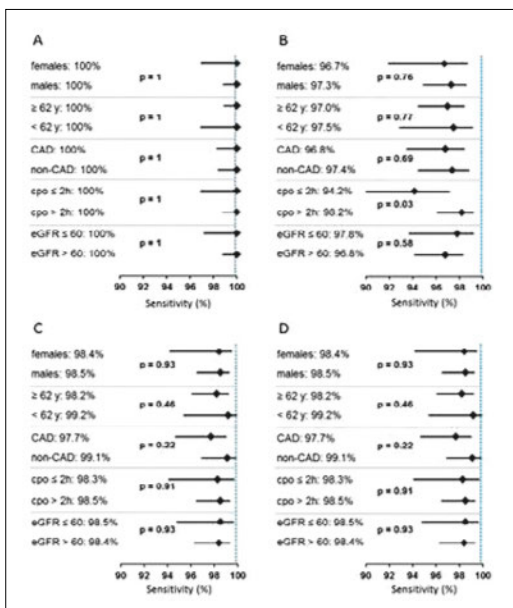 A
females: 100%
p = 1
males: 100%
≥ 62 y: 100%
p = 1
< 62 y: 100%
CAD: 100%
p = 1
non-CAD: 100%
cpo ≤ 2h: 100%
p = 1
cpo > 2h: 100%
eGFR ≤ 60: 100%
p = 1
eGFR > 60: 100%
90 92 94 96 98 100
Sensitivity (%)
B
females: 96.7%
p = 0.76
males: 97.3%
≥ 62 y: 97.0%
p = 0.77
< 62 y: 97.5%
CAD: 96.8%
p = 0.69
non-CAD: 97.4%
cpo ≤ 2h: 94.2%
p = 0.03
cpo > 2h: 98.2%
eGFR ≤ 60: 97.8%
p = 0.58
eGFR > 60: 96.8%
90 92 94 96 98 100
Sensitivity (%)
C
females: 98.4%
p = 0.93
males: 98.5%
≥ 62 y: 98.2%
p = 0.46
< 62 y: 99.2%
CAD: 97.7%
p = 0.22
non-CAD: 99.1%
cpo ≤ 2h: 98.3%
p = 0.91
cpo > 2h: 98.5%
eGFR ≤ 60: 98.5%
p = 0.93
eGFR > 60: 98.4%
90 92 94 96 98 100
Sensitivity (%)
D
females: 98.4%
p = 0.93
males: 98.5%
≥ 62 y: 98.2%
p = 0.46
< 62 y: 99.2%
CAD: 97.7%
p = 0.22
non-CAD: 99.1%
cpo ≤ 2h: 98.3%
p = 0.91
cpo > 2h: 98.5%
eGFR ≤ 60: 98.5%
p = 0.93
eGFR > 60: 98.4%
90 92 94 96 98 100
Sensitivity (%)